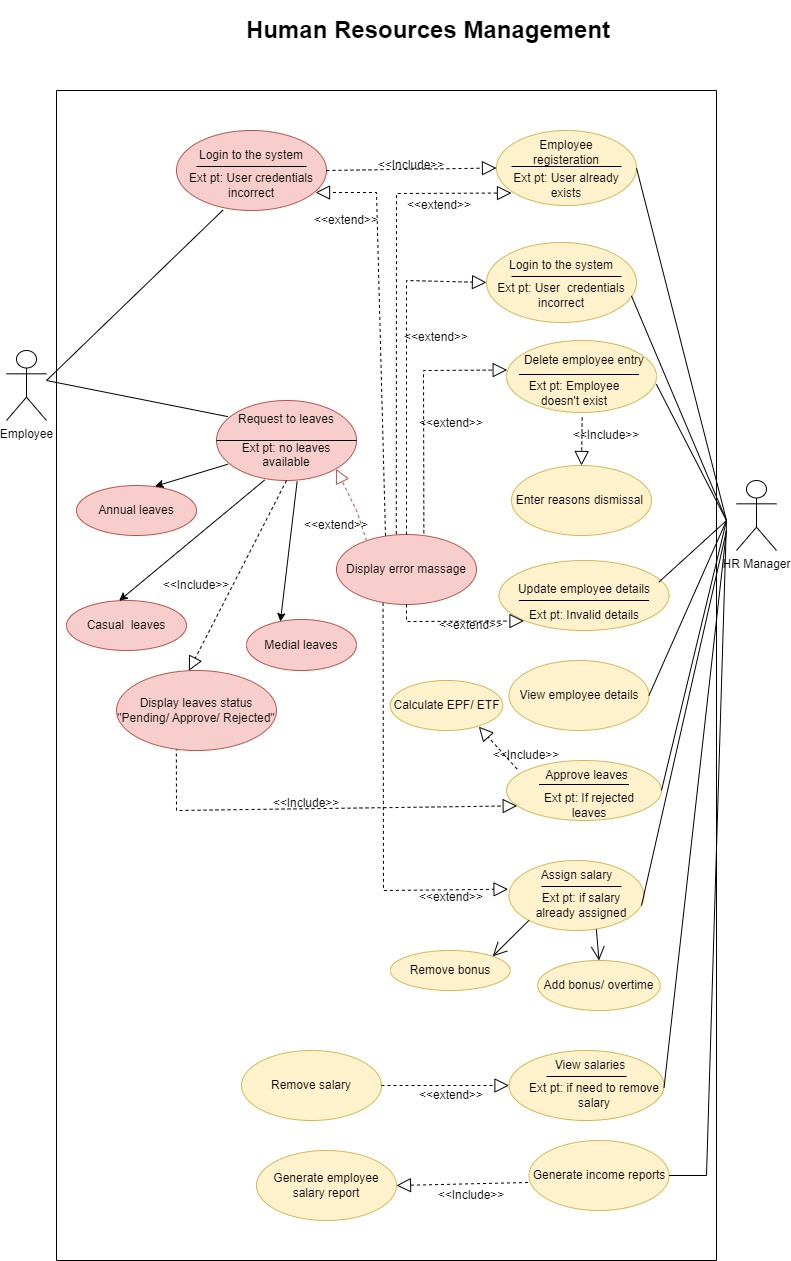 Human Resources Management
Login to the system
Ext pt: User credentials
incorrect
<<Include>>
Employee
registeration
Ext pt: User already
exists
<<extend>>
<<extend>>
Login to the system
Ext pt: User  credentials
incorrect
<<extend>>
Delete employee entry
Ext pt: Employee
doesn't exist
<<extend>>
<<Include>>
Employee
Request to leaves
Ext pt: no leaves
available
Annual leaves
Enter reasons dismissal
<<extend>>
HR Manager
Display error massage
<<Include>>
Update employee details
Ext pt: Invalid details
<<extend>>
Casual  leaves
Medial leaves
Display leaves status
"Pending/ Approve/ Rejected"
View employee details
Calculate EPF/ ETF
<<Include>>
Approve leaves
Ext pt: If rejected
leaves
<<Include>>
Assign salary
Ext pt: if salary
already assigned
<<extend>>
Remove bonus
Add bonus/ overtime
Remove salary
<<extend>>
View salaries
Ext pt: if need to remove
salary
Generate employee
salary report
<<Include>>
Generate income reports